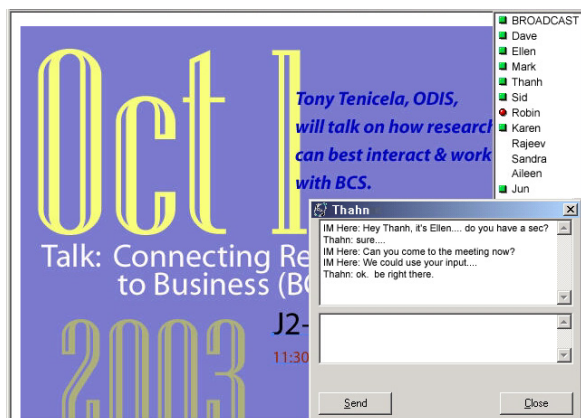 Oct 1
Tony Tenicela, ODIS,
will talk on how research
can best interact & work
with BCS.
Talk: Connecting Re
to Business (BC
J2-
2003
11:30
BROADCAST
Dave
Ellen
Mark
Thanh
Sid
Robin
Karen
Rajeev
Sandra
Aileen
Jun
Thahn
IM Here: Hey Thanh, it's Ellen.... do you have a sec?
Thahn: sure....
IM Here: Can you come to the meeting now?
IM Here: We could use your input....
Thahn: ok. be right there.
Send
Close